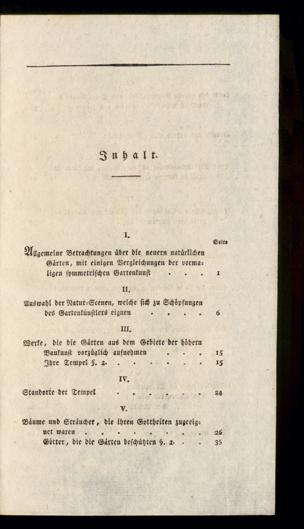 Inhalt.
I.
Seite
Allgemeine Betrachtungen über die neuern natürlichen
Gärten, mit einigen Vergleichungen der vorma-
ligen symmetrischen Gartenkunst . . . 1
II.
Auswahl der Natur-Scenen, welche sich zu Schöpfungen
des Gartenkünstlers eignen . . . . 6
III.
Werke, die die Gärten aus dem Gebiete der höhern
Baukunst vorzüglich aufnehmen . . . 15
Ihre Tempel §. 2. . . . . . . 15
IV.
Standorte der Tempel . . . . . . 24
V.
Bäume und Sträucher, die ihren Gottheiten zugeeig-
net waren . . . . . . . . 26
Götter, die die Gärten beschützten §. 2. . . 36